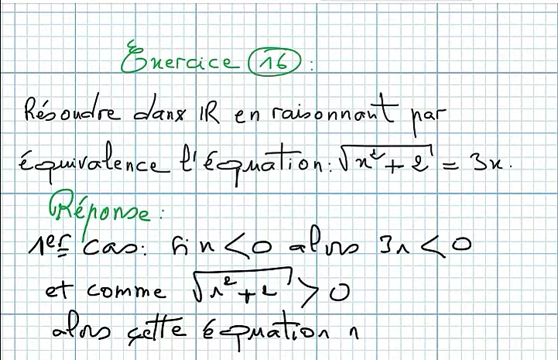 Exercice 16 :
Résoudre dans IR en raisonnant par
équivalence l'équation : √x²+2 = 3x.
Réponse :
1er cas : Si x < 0 alors 3x < 0
et comme √x²+2 > 0
alors cette équation n